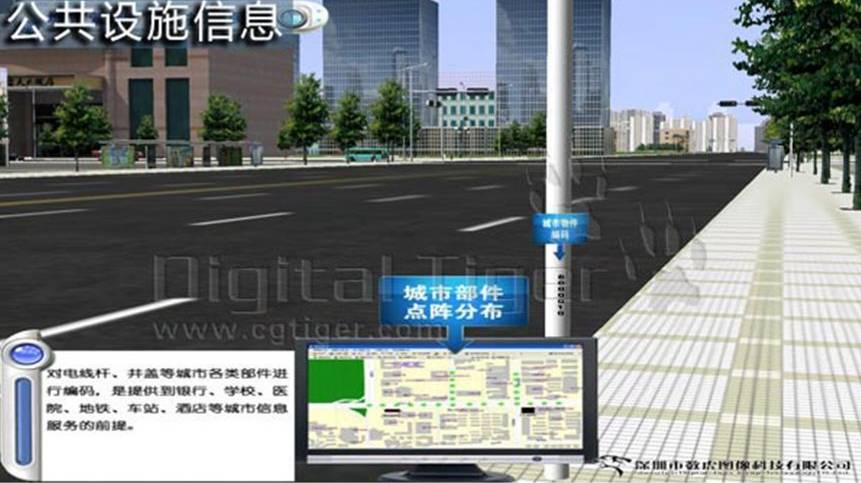 公共设施信息
城市物件
编码
Digital Tiger
www.cgtiger.com
城市部件
点阵分布
对电线杆、井盖等城市各类部件进
行编码。是提供到银行、学校、医
院、地铁、车站、酒店等城市信息
服务的前提。
深圳市数虎图像科技有限公司